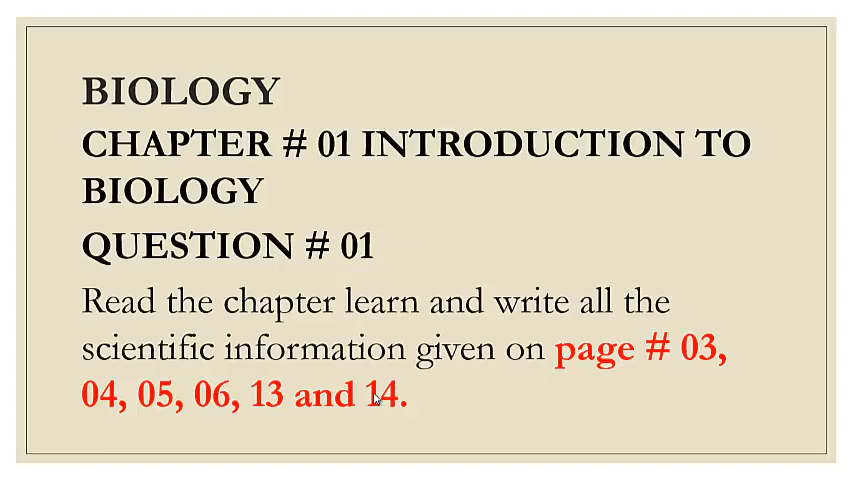 BIOLOGY
CHAPTER # 01 INTRODUCTION TO
BIOLOGY
QUESTION # 01
Read the chapter learn and write all the
scientific information given on page # 03,
04, 05, 06, 13 and 14.